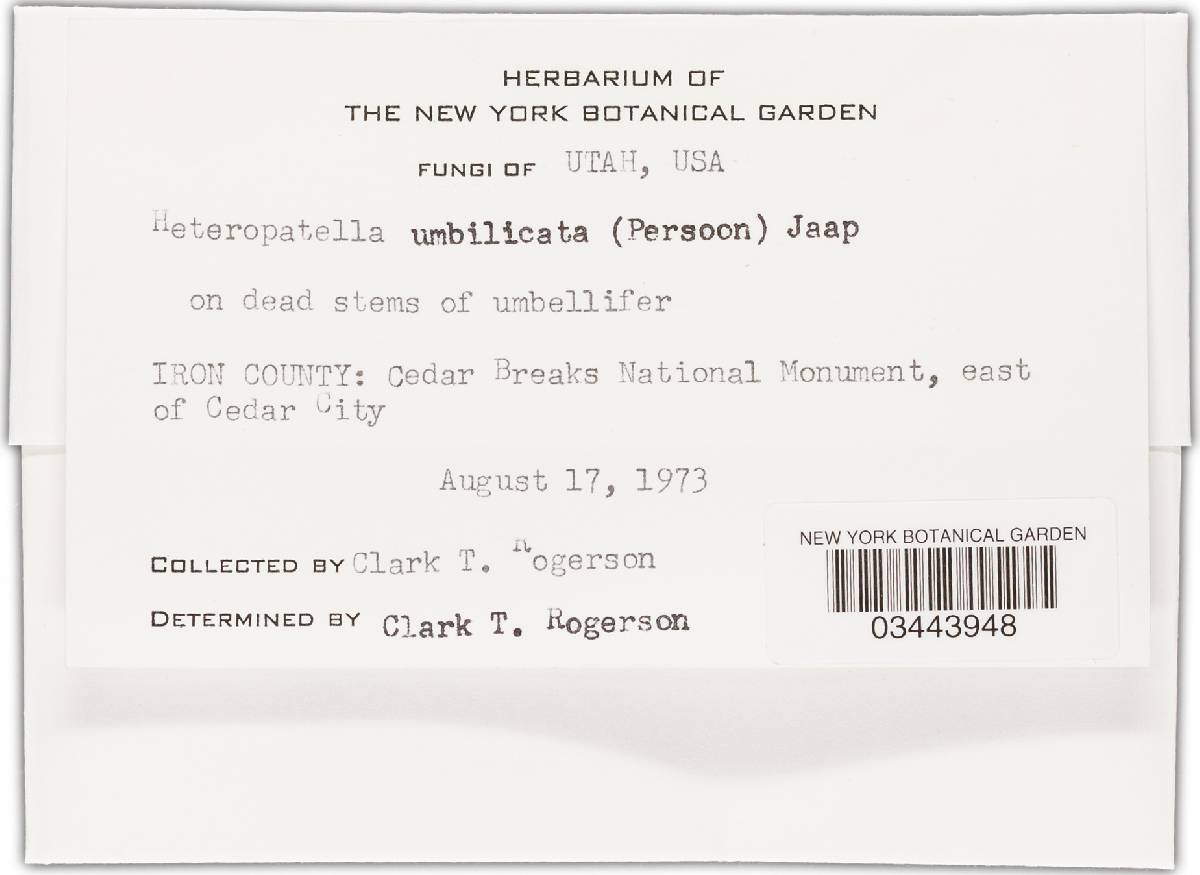 HERBARIUM OF
THE NEW YORK BOTANICAL GARDEN
FUNGI OF UTAH, USA
Heteropatella umbilicata (Persoon) Jaap
on dead stems of umbellifer
IRON COUNTY: Cedar Breaks National Monument, east
of Cedar City
August 17, 1973
COLLECTED BY Clark T. Rogerson
DETERMINED BY Clark T. Rogerson
NEW YORK BOTANICAL GARDEN
03443948